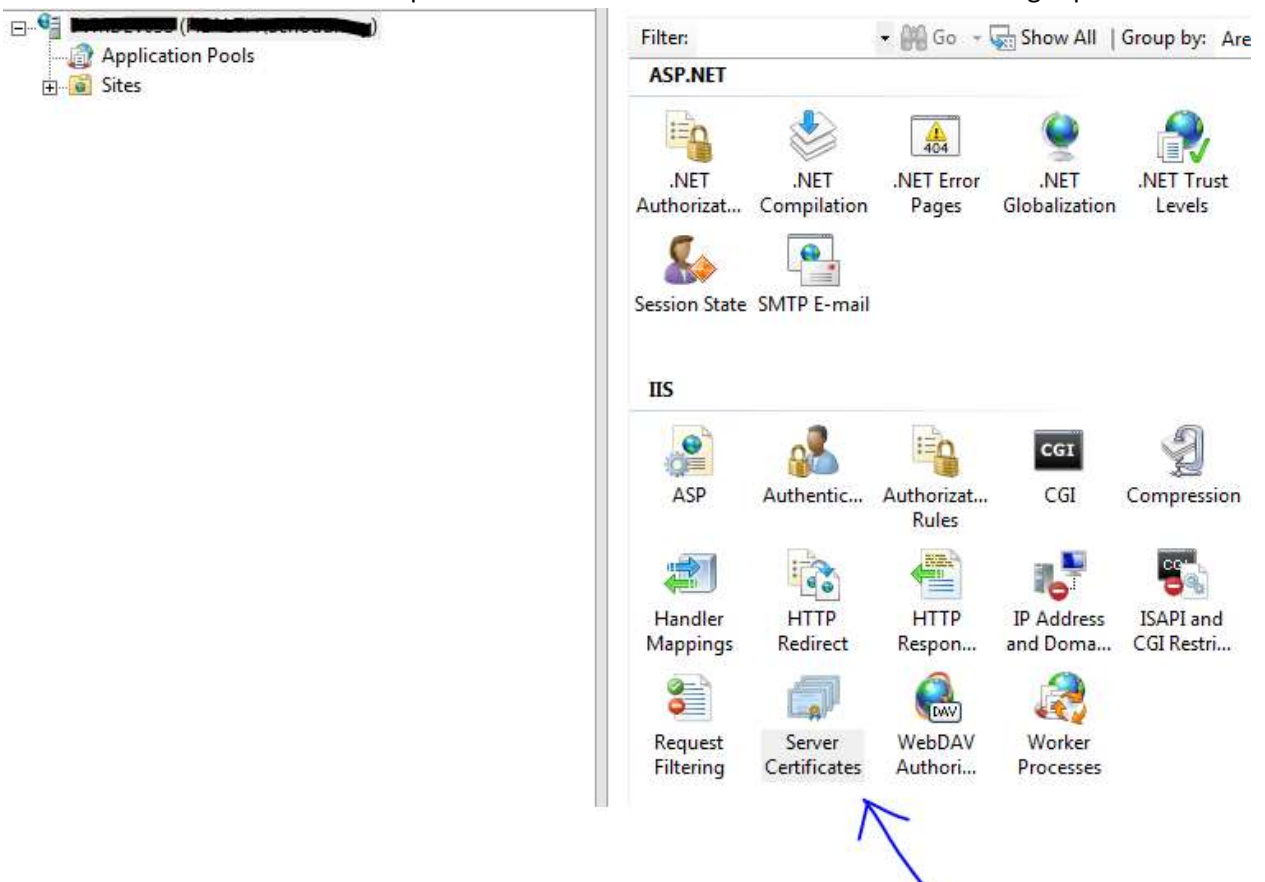 Application Pools
Sites
Filter:
Go
Show All
Group by: Are
ASP.NET
404
.NET
Authorizat...
.NET
Compilation
.NET Error
Pages
.NET
Globalization
.NET Trust
Levels
Session State
SMTP E-mail
IIS
CGI
ASP
Authentic...
Authorizat...
Rules
CGI
Compression
Handler
Mappings
HTTP
Redirect
HTTP
Respon...
IP Address
and Doma...
ISAPI and
CGI Restri...
DAV
Request
Filtering
Server
Certificates
WebDAV
Authori...
Worker
Processes